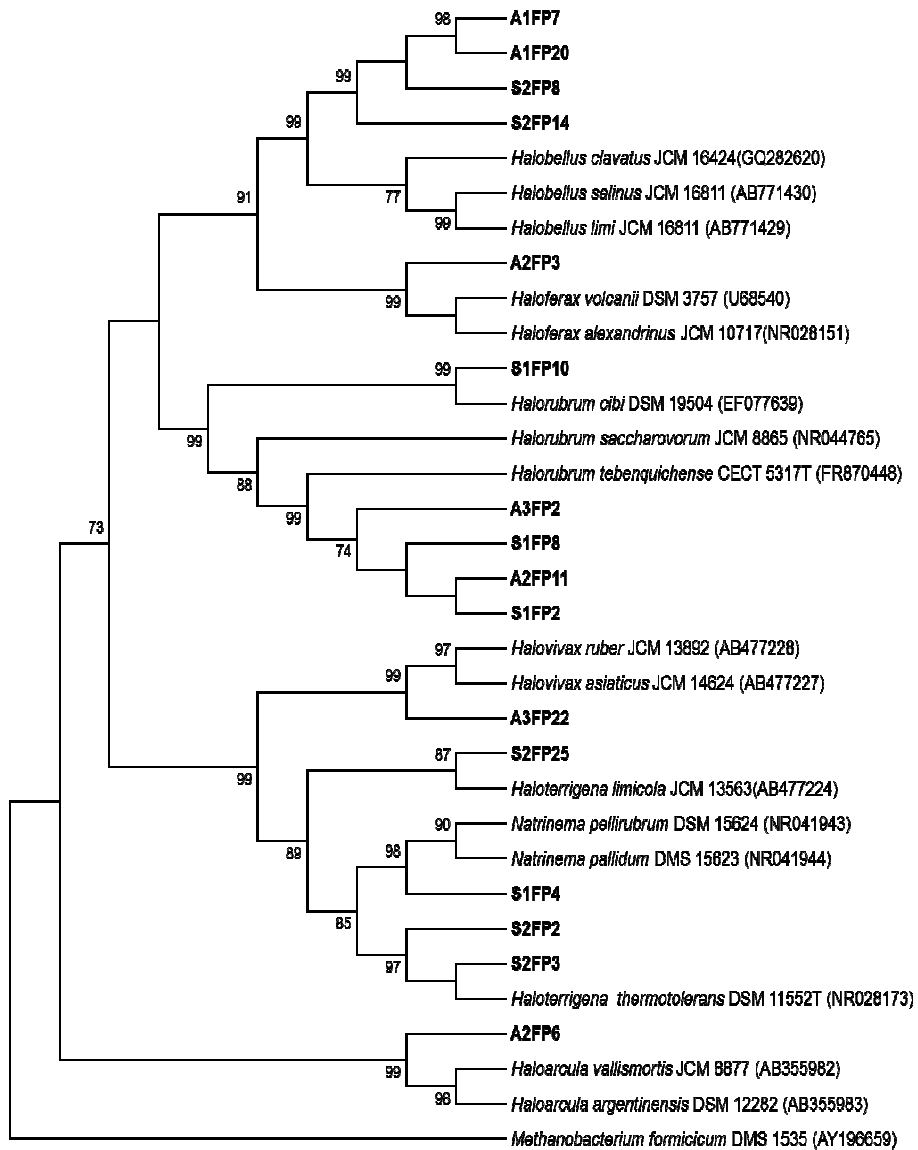 98
A1FP7
A1FP20
99
S2FP8
99
S2FP14
Halobellus clavatus JCM 16424(GQ282620)
91
77
Halobellus salinus JCM 16811 (AB771430)
99
Halobellus limi JCM 16811 (AB771429)
A2FP3
99
Haloferax volcanii DSM 3757 (U68540)
Haloferax alexandrinus JCM 10717(NR028151)
99
S1FP10
Halorubrum cibi DSM 19504 (EF077639)
99
Halorubrum saccharovorum JCM 8865 (NR044765)
88
Halorubrum tebenquichense CECT 5317T (FR870448)
99
A3FP2
73
74
S1FP8
A2FP11
S1FP2
97
Halovivax ruber JCM 13892 (AB477228)
99
Halovivax asiaticus JCM 14624 (AB477227)
A3FP22
99
87
S2FP25
Haloterrigena limicola JCM 13563(AB477224)
90
Natrinema pellirubrum DSM 15624 (NR041943)
89
98
Natrinema pallidum DMS 15623 (NR041944)
S1FP4
85
S2FP2
97
S2FP3
Haloterrigena thermotolerans DSM 11552T (NR028173)
A2FP6
99
Haloarcula vallismortis JCM 8877 (AB355982)
98
Haloarcula argentinensis DSM 12282 (AB355983)
Methanobacterium formicicum DMS 1535 (AY196659)